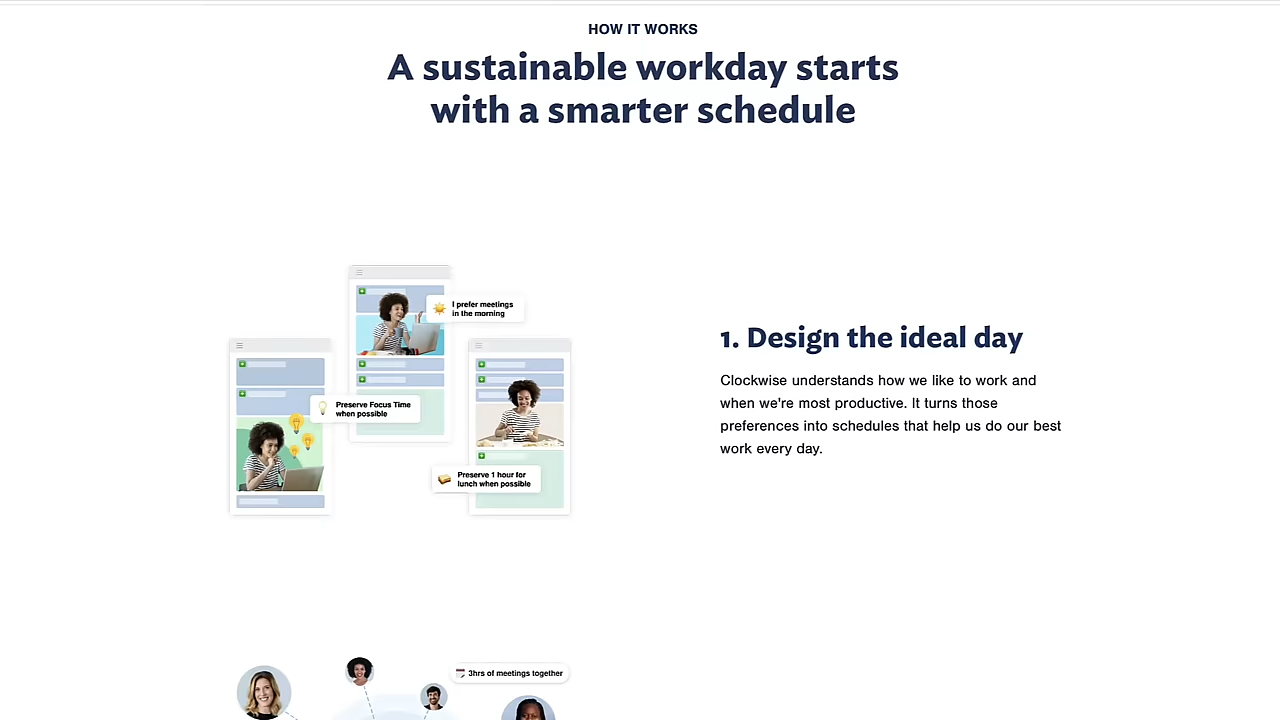 HOW IT WORKS
A sustainable workday starts
with a smarter schedule
I prefer meetings
in the morning
Preserve Focus Time
when possible
Preserve 1 hour for
lunch when possible
1. Design the ideal day
Clockwise understands how we like to work and
when we're most productive. It turns those
preferences into schedules that help us do our best
work every day.
3hrs of meetings together